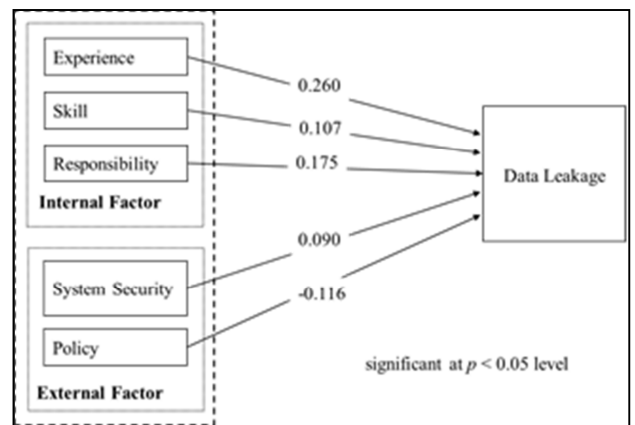 Experience
Skill
Responsibility
Internal Factor
System Security
Policy
External Factor
0.260
0.107
0.175
0.090
-0.116
Data Leakage
significant at p < 0.05 level